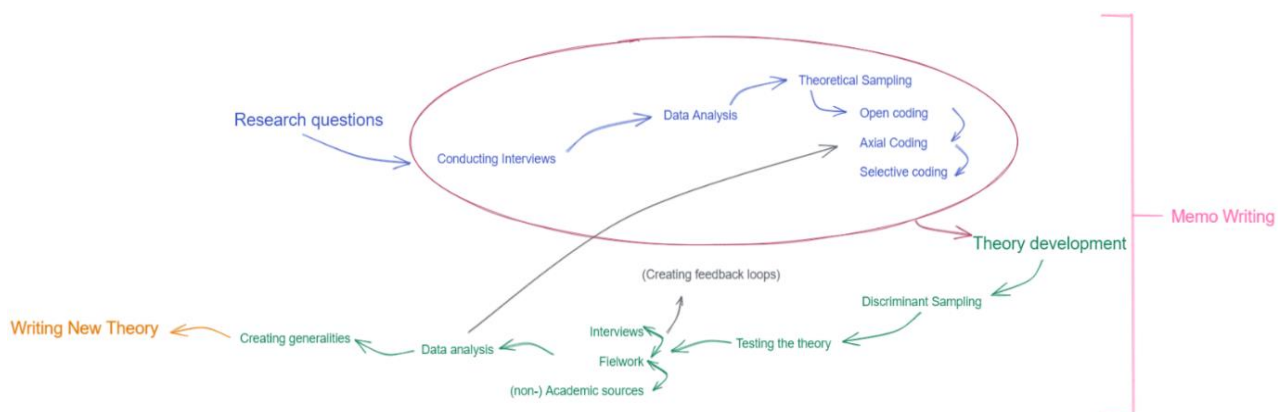 Research questions
Conducting Interviews
Data Analysis
Theoretical Sampling
Open coding
Axial Coding
Selective coding
Memo Writing
Theory development
Discriminant Sampling
Testing the theory
(Creating feedback loops)
Interviews
Fielwork
(non-) Academic sources
Data analysis
Creating generalities
Writing New Theory